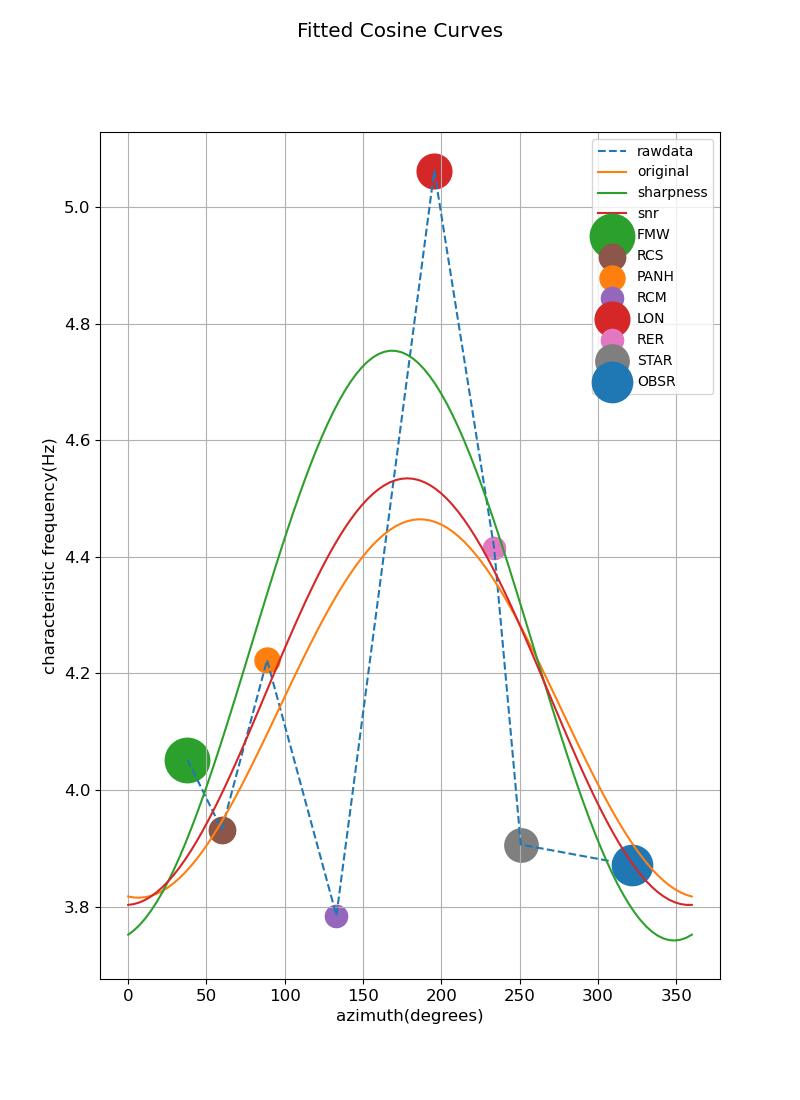 Fitted Cosine Curves
characteristic frequency(Hz)
5.0
4.8
4.6
4.4
4.2
4.0
3.8
rawdata
original
sharpness
snr
FMW
RCS
PANH
RCM
LON
RER
STAR
OBSR
0 50 100 150 200 250 300 350
azimuth(degrees)